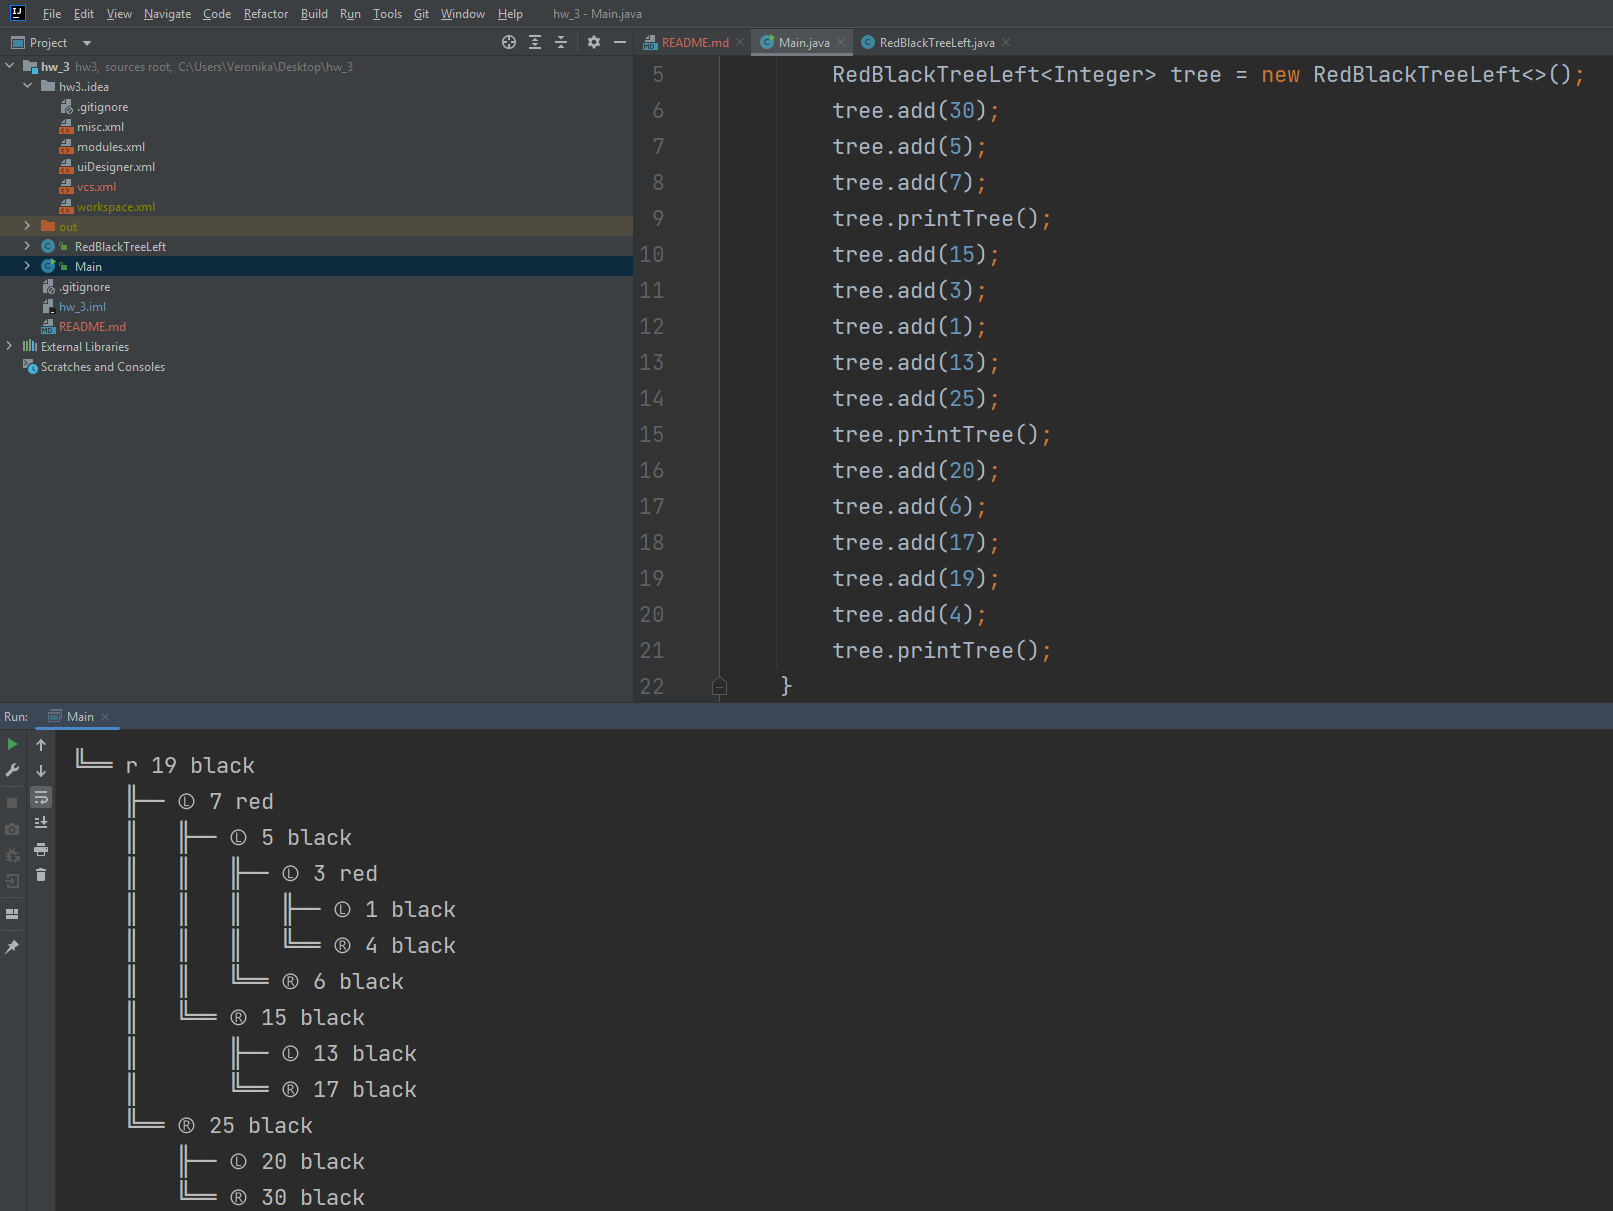 File Edit View Navigate Code Refactor Build Run Tools Git Window Help hw_3 - Main.java
Project
README.md Main.java RedBlackTreeLeft.java
hw_3 hw3, sources root, C:\Users\Veronika\Desktop\hw_3
hw3..idea
.gitignore
misc.xml
modules.xml
uiDesigner.xml
vcs.xml
workspace.xml
out
RedBlackTreeLeft
Main
.gitignore
hw_3.iml
README.md
External Libraries
Scratches and Consoles
5 RedBlackTreeLeft<Integer> tree = new RedBlackTreeLeft<>();
6 tree.add(30);
7 tree.add(5);
8 tree.add(7);
9 tree.printTree();
10 tree.add(15);
11 tree.add(3);
12 tree.add(1);
13 tree.add(13);
14 tree.add(25);
15 tree.printTree();
16 tree.add(20);
17 tree.add(6);
18 tree.add(17);
19 tree.add(19);
20 tree.add(4);
21 tree.printTree();
22 }
Run: Main
╚══ r 19 black
╟── Ⓛ 7 red
║ ╟── Ⓛ 5 black
║ ║ ╟── Ⓛ 3 red
║ ║ ║ ╟── Ⓛ 1 black
║ ║ ║ ╚══ Ⓡ 4 black
║ ║ ╚══ Ⓡ 6 black
║ ╚══ Ⓡ 15 black
║ ╟── Ⓛ 13 black
║ ╚══ Ⓡ 17 black
╚══ Ⓡ 25 black
╟── Ⓛ 20 black
╚══ Ⓡ 30 black